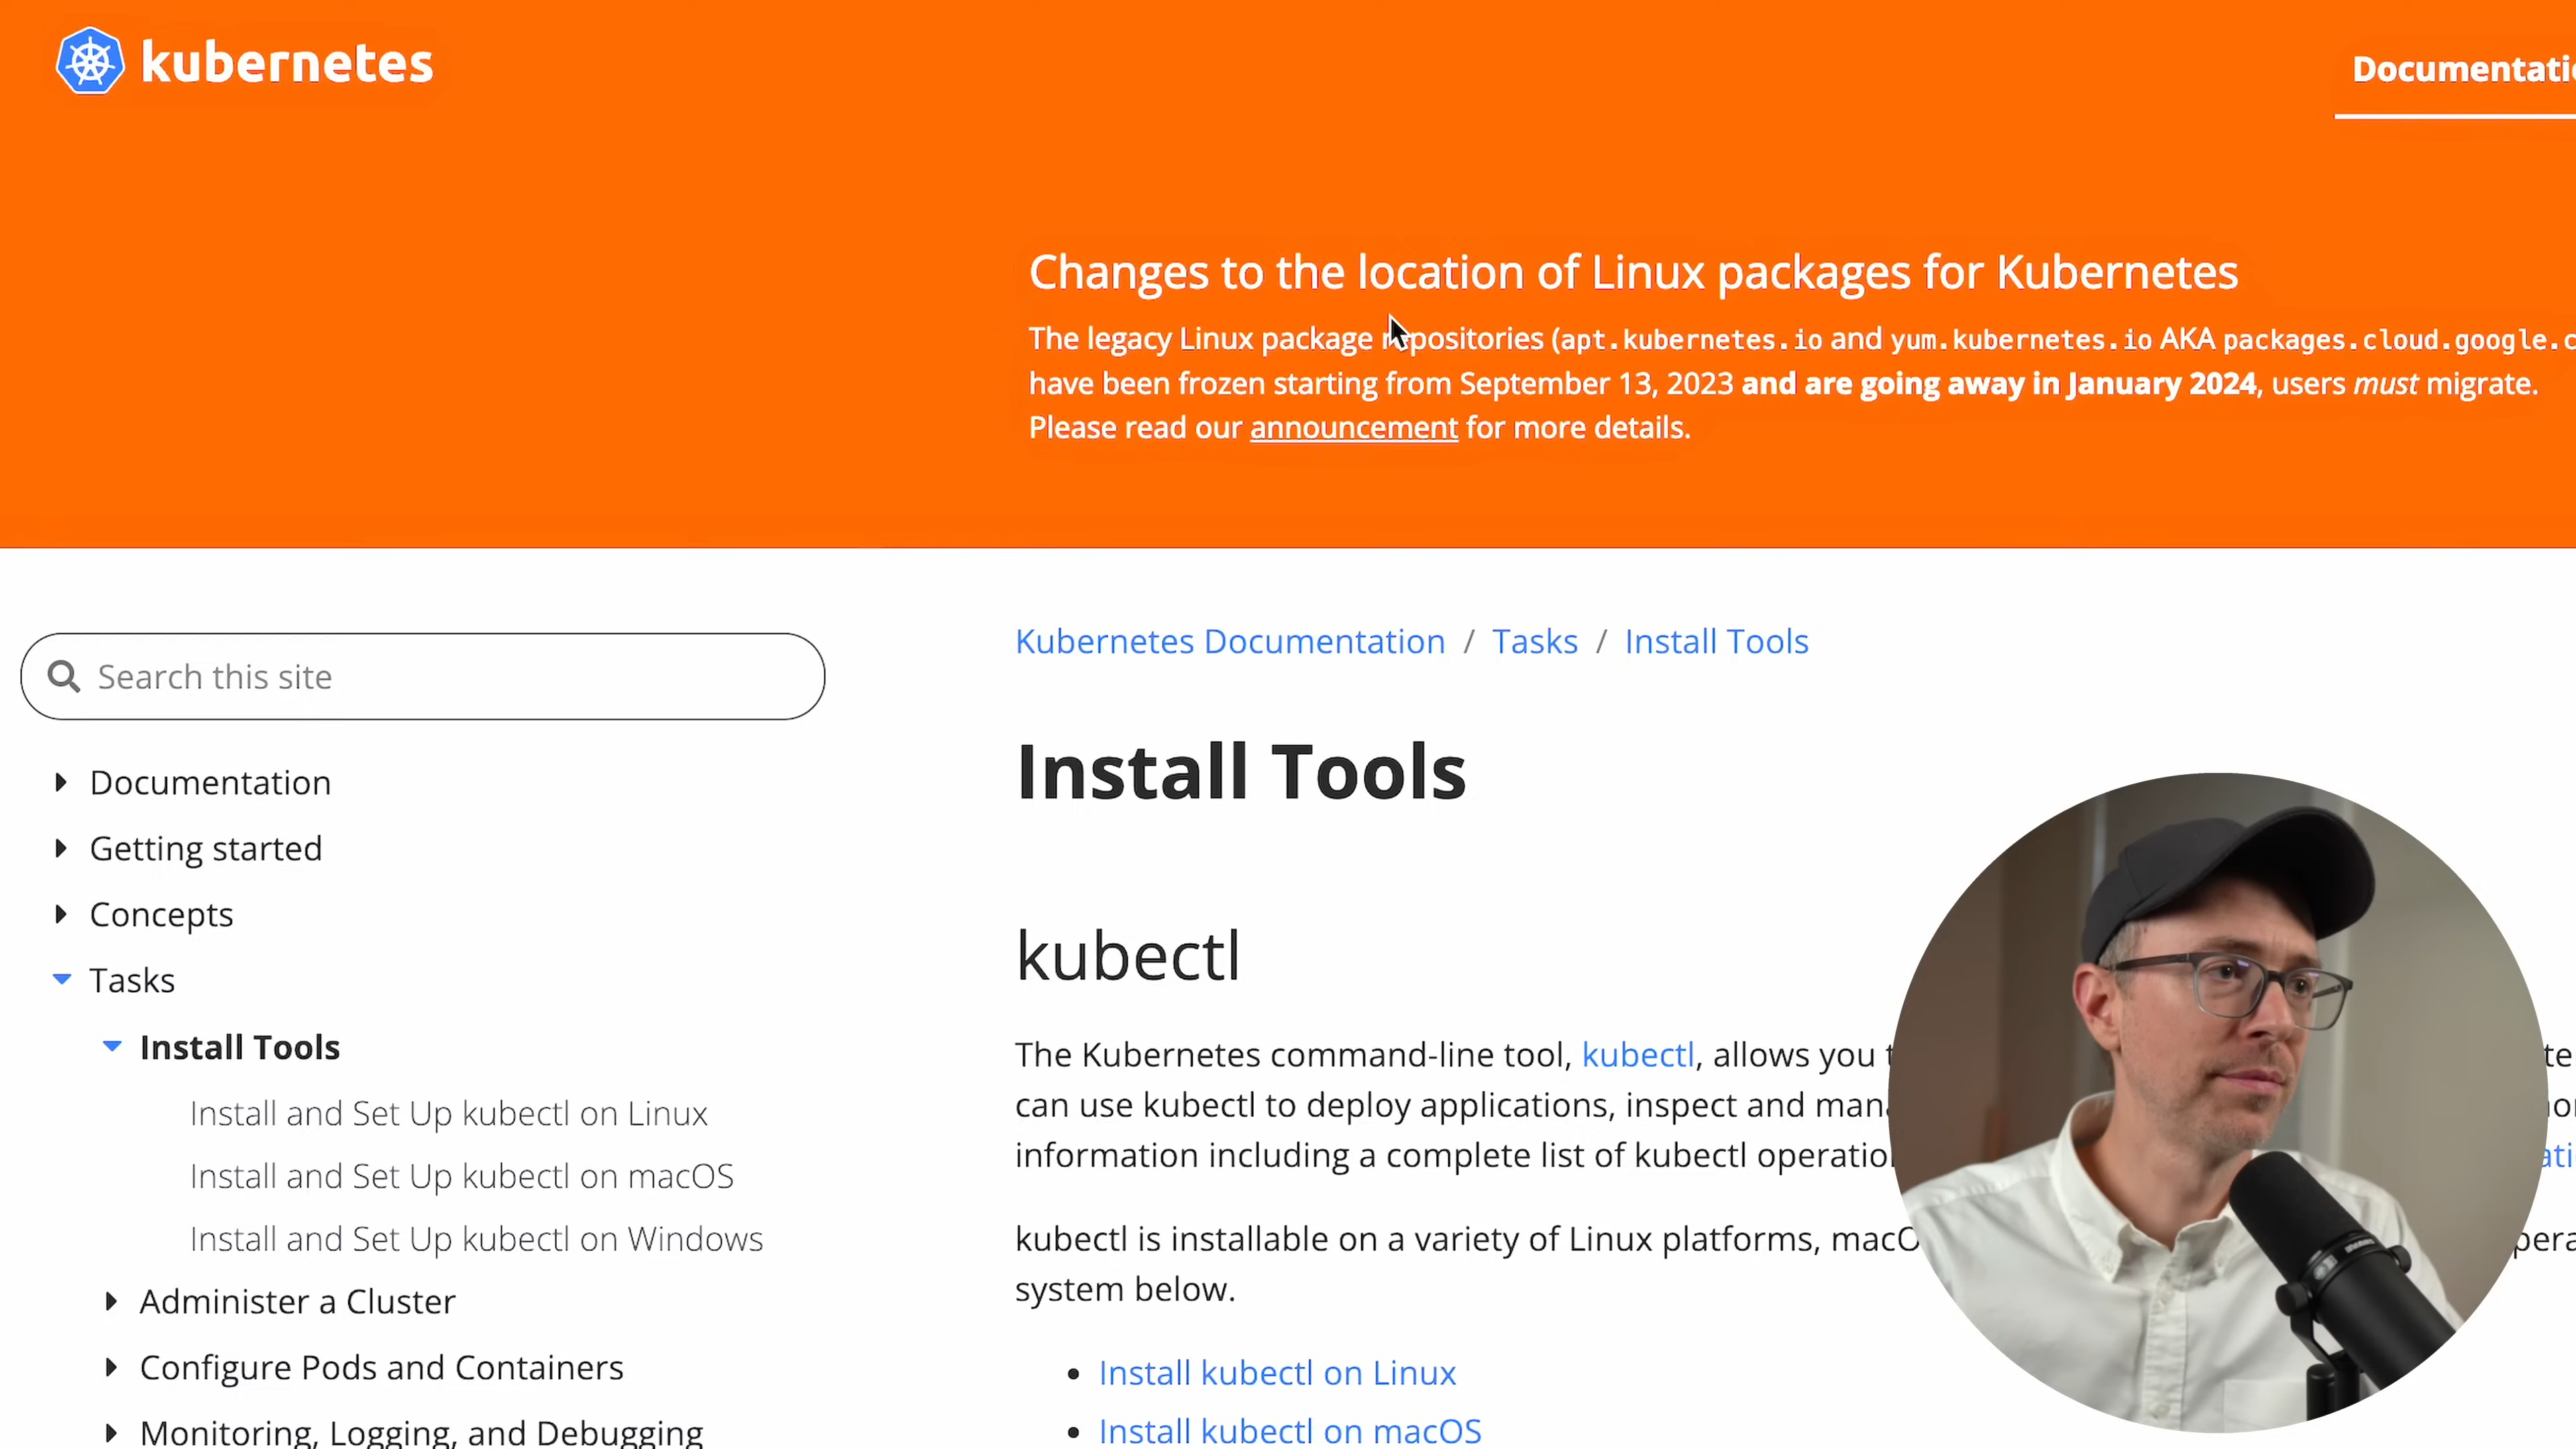 kubernetes
Documentati
Changes to the location of Linux packages for Kubernetes
The legacy Linux package repositories (apt.kubernetes.io and yum.kubernetes.io AKA packages.cloud.google.c
have been frozen starting from September 13, 2023 and are going away in January 2024, users must migrate.
Please read our announcement for more details.
Search this site
Documentation
Getting started
Concepts
Tasks
Install Tools
Install and Set Up kubectl on Linux
Install and Set Up kubectl on macOS
Install and Set Up kubectl on Windows
Administer a Cluster
Configure Pods and Containers
Monitoring, Logging, and Debugging
Kubernetes Documentation / Tasks / Install Tools
Install Tools
kubectl
The Kubernetes command-line tool, kubectl, allows you
can use kubectl to deploy applications, inspect and man
information including a complete list of kubectl operatio
kubectl is installable on a variety of Linux platforms, macO
system below.
Install kubectl on Linux
Install kubectl on macOS